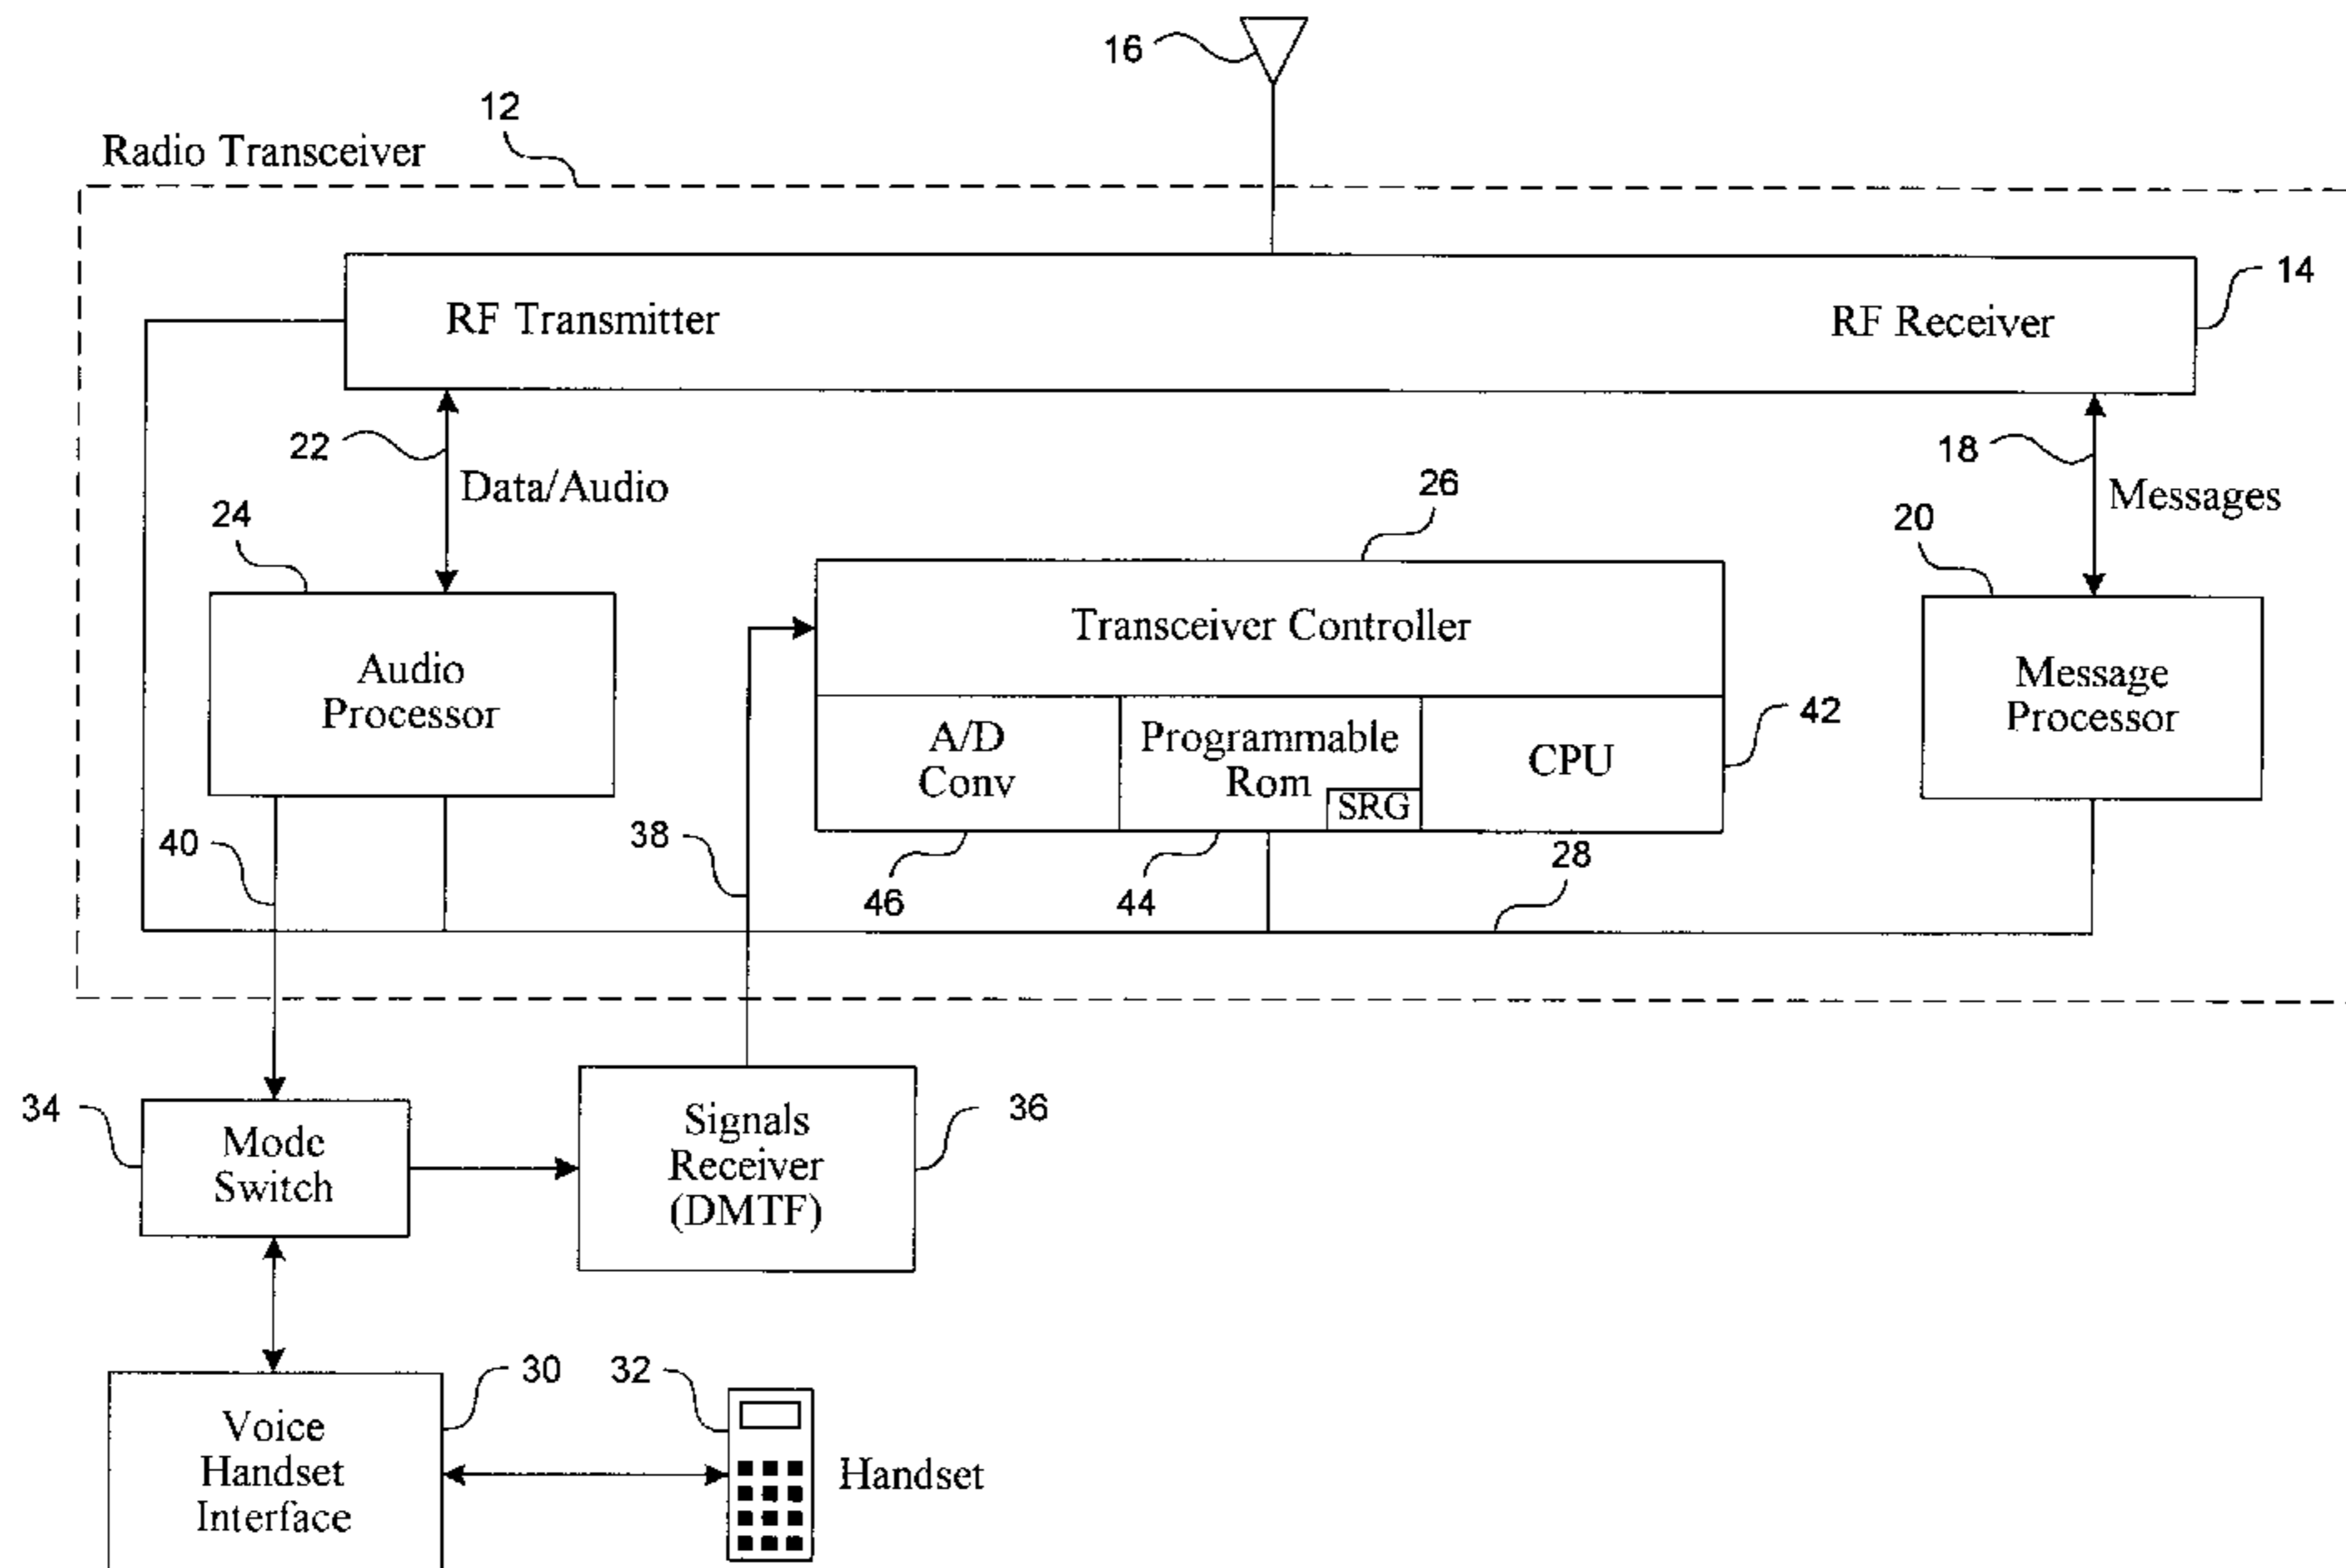 16
12
Radio Transceiver
14
RF Transmitter
RF Receiver
22
18
Data/Audio
26
Messages
24
20
Transceiver Controller
Audio
Processor
Message
Processor
42
A/D
Conv
Programmable
Rom
SRG
CPU
40
38
28
46
44
34
Mode
Switch
Signals
Receiver
(DMTF)
36
30
32
Voice
Handset
Interface
Handset